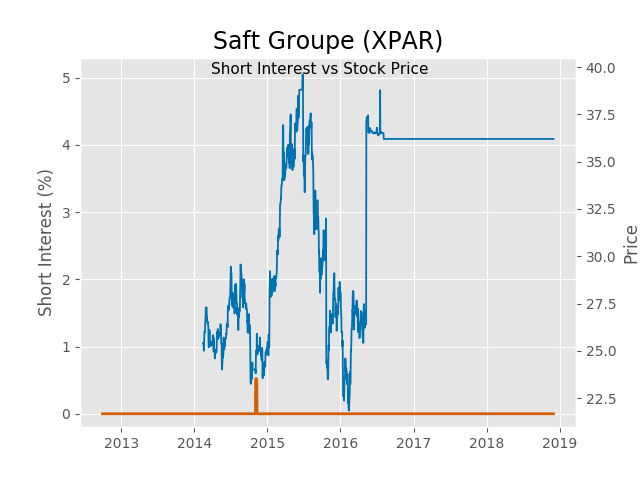 Saft Groupe (XPAR)
Short Interest vs Stock Price
Short Interest (%)
5
4
3
2
1
0
40.0
37.5
35.0
32.5
30.0
27.5
25.0
22.5
Price
2013 2014 2015 2016 2017 2018 2019